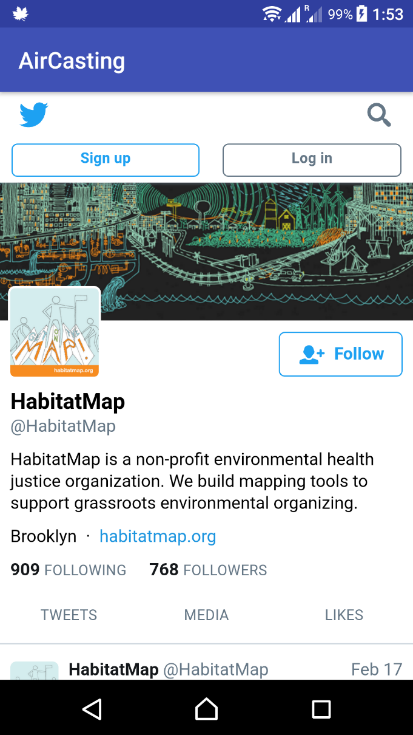 R 99% 1:53
AirCasting
Sign up
Log in
MAP!
habitatmap.org
Follow
HabitatMap
@HabitatMap
HabitatMap is a non-profit environmental health
justice organization. We build mapping tools to
support grassroots environmental organizing.
Brooklyn · habitatmap.org
909 FOLLOWING 768 FOLLOWERS
TWEETS MEDIA LIKES
HabitatMap @HabitatMap Feb 17